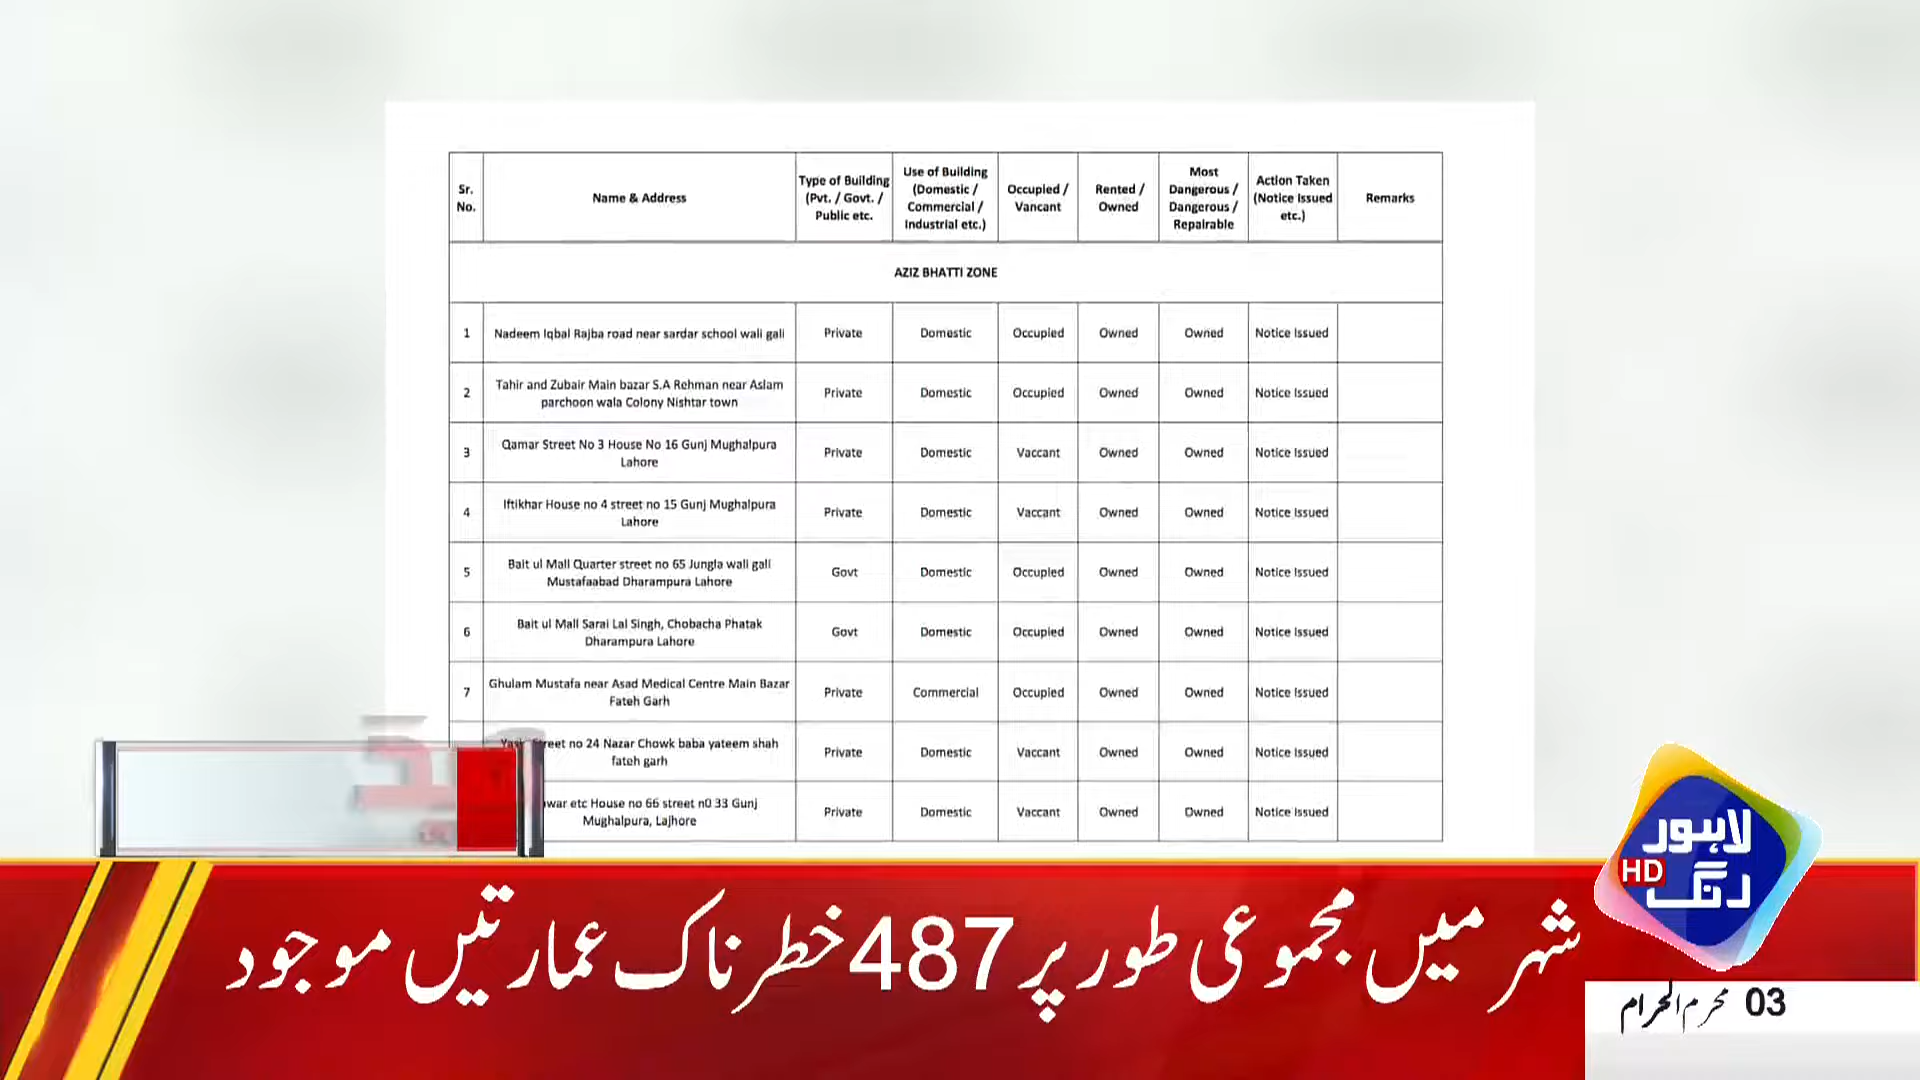 Sr. No. Name & Address Type of Building (Pvt. / Govt. / Public etc. Use of Building (Domestic / Commercial / Industrial etc.) Occupied / Vancant Rented / Owned Most Dangerous / Dangerous / Repairable Action Taken (Notice Issued etc.) Remarks
AZIZ BHATTI ZONE
1 Nadeem Iqbal Rajba road near sardar school wali gali Private Domestic Occupied Owned Owned Notice Issued
2 Tahir and Zubair Main bazar S.A Rehman near Aslam parchoon wala Colony Nishtar town Private Domestic Occupied Owned Owned Notice Issued
3 Qamar Street No 3 House No 16 Gunj Mughalpura Lahore Private Domestic Vaccant Owned Owned Notice Issued
4 Iftikhar House no 4 street no 15 Gunj Mughalpura Lahore Private Domestic Vaccant Owned Owned Notice Issued
5 Bait ul Mall Quarter street no 65 Jungla wali gali Mustafaabad Dharampura Lahore Govt Domestic Occupied Owned Owned Notice Issued
6 Bait ul Mall Sarai Lal Singh, Chobacha Phatak Dharampura Lahore Govt Domestic Occupied Owned Owned Notice Issued
7 Ghulam Mustafa near Asad Medical Centre Main Bazar Fateh Garh Private Commercial Occupied Owned Owned Notice Issued
no 24 Nazar Chowk baba yateem shah fateh garh Private Domestic Vaccant Owned Owned Notice Issued
etc House no 66 street n0 33 Gunj Mughalpura, Lajhore Private Domestic Vaccant Owned Owned Notice Issued
لاہور
HD رنگ
شہر میں مجموعی طور پر 487 خطرناک عمارتیں موجود
03 محرم الحرام